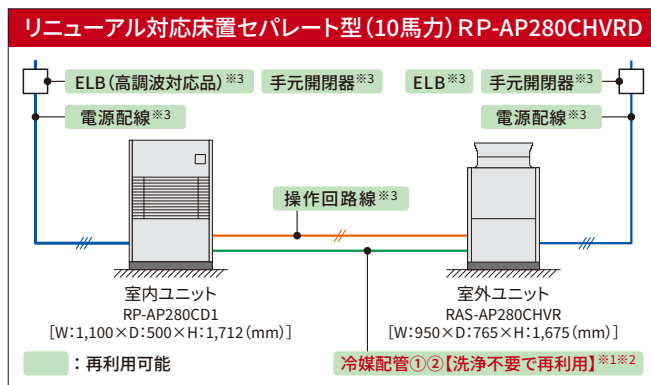 リニューアル対応床置セパレート型(10馬力)RP-AP280CHVRD
ELB(高調波対応品)※3 手元開閉器※3 ELB※3 手元開閉器※3
電源配線※3 電源配線※3
操作回路線※3
室内ユニット 室外ユニット
RP-AP280CD1 RAS-AP280CHVR
[W:1,100×D:500×H:1,712(mm)] [W:950×D:765×H:1,675(mm)]
:再利用可能 冷媒配管①②【洗浄不要で再利用】※1※2